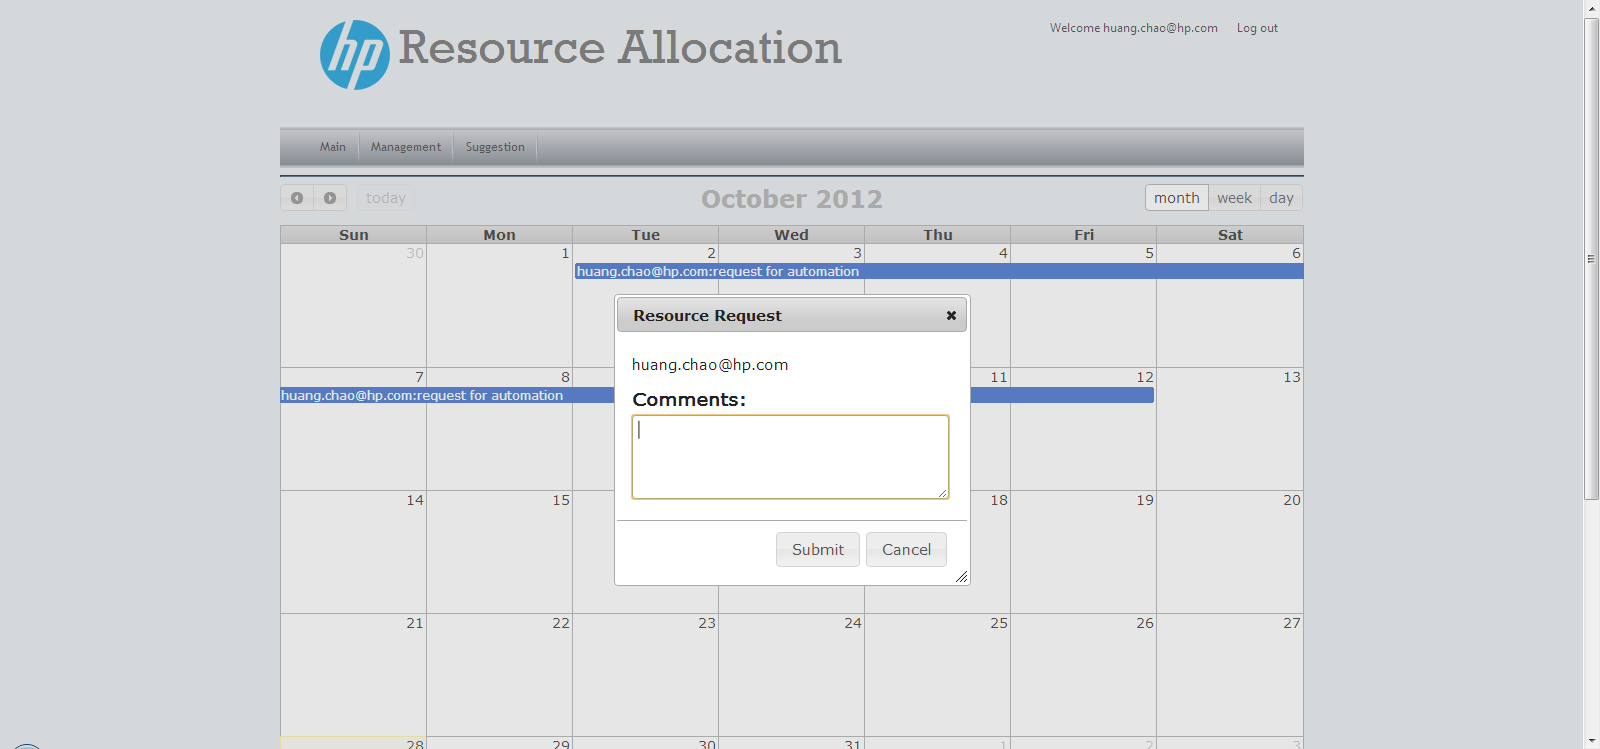 hp Resource Allocation
Welcome huang.chao@hp.com Log out
Main Management Suggestion
today October 2012 month week day
Sun Mon Tue Wed Thu Fri Sat
30 1 2 3 4 5 6
huang.chao@hp.com:request for automation
Resource Request
huang.chao@hp.com
Comments:
Submit Cancel
7 8 11 12 13
huang.chao@hp.com:request for automation
14 15 18 19 20
21 22 23 24 25 26 27
28 29 30 31 1 2 3